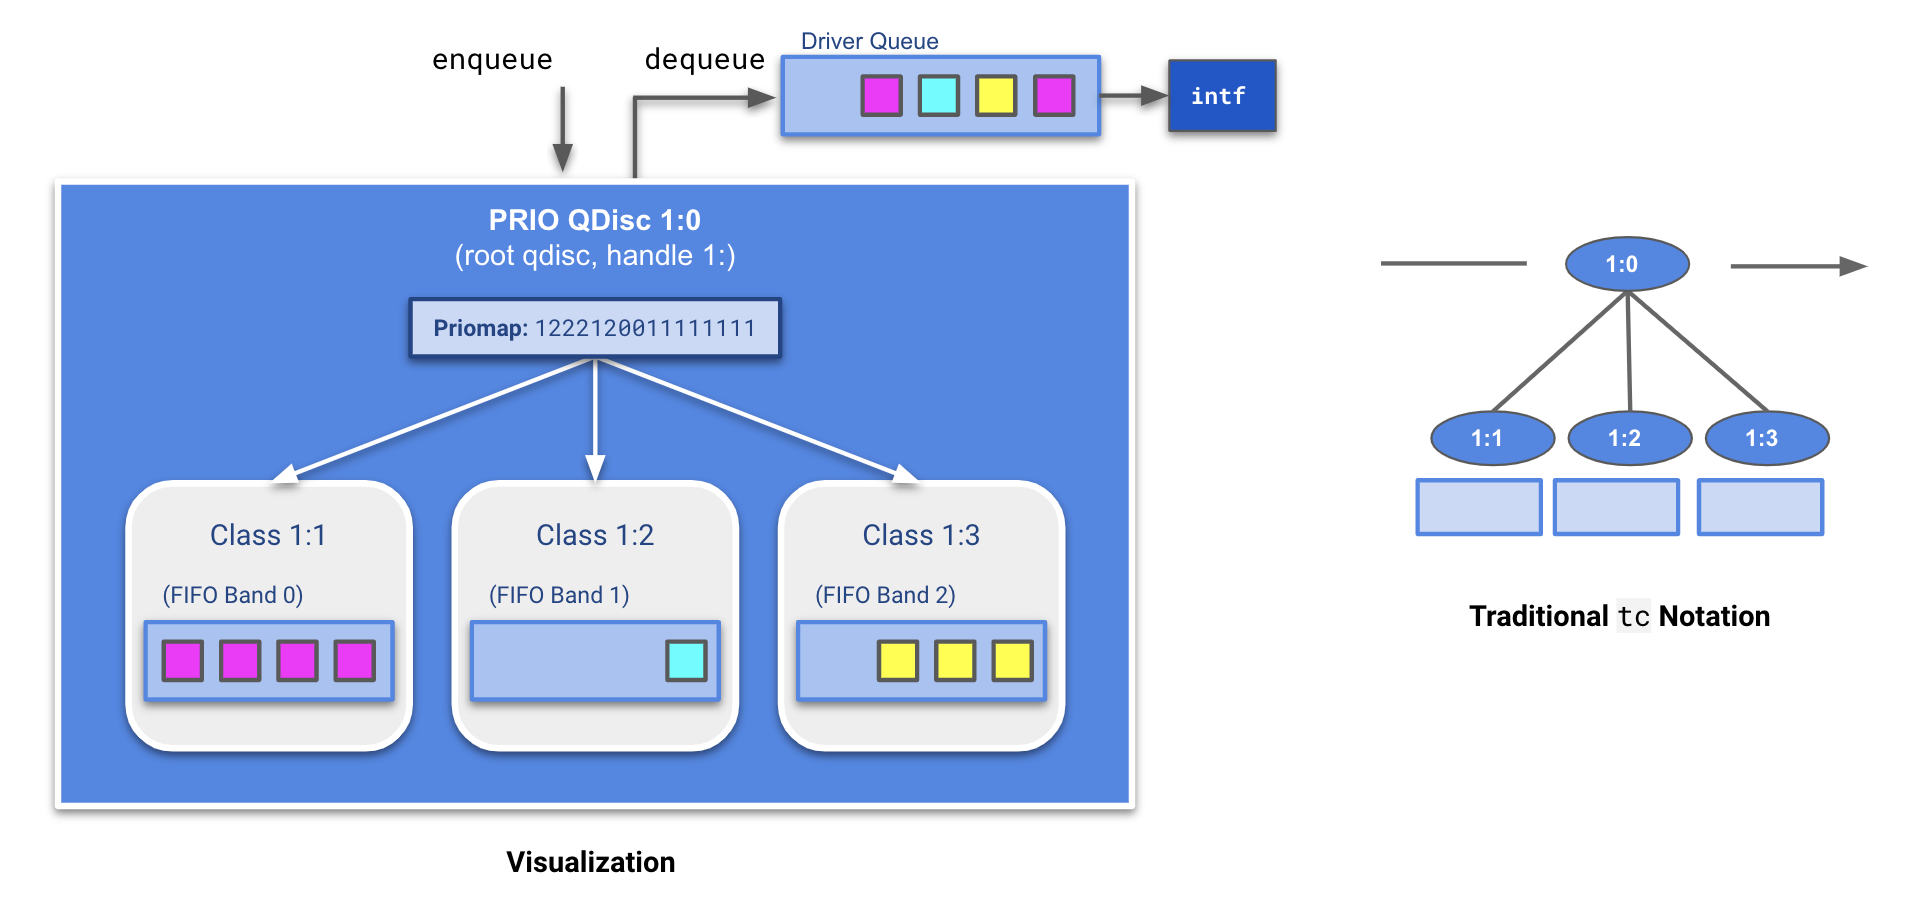 Driver Queue
enqueue
dequeue
intf
PRIO QDisc 1:0
(root qdisc, handle 1:)
Priomap: 1222120011111111
Class 1:1
Class 1:2
Class 1:3
(FIFO Band 0)
(FIFO Band 1)
(FIFO Band 2)
Visualization
1:0
1:1
1:2
1:3
Traditional tc Notation